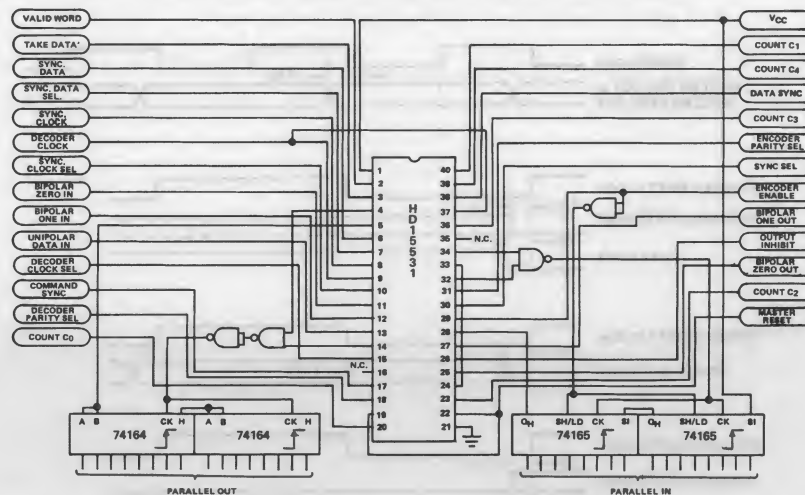 VALID WORD
TAKE DATA'
SYNC. DATA
SYNC. DATA SEL.
SYNC. CLOCK
DECODER CLOCK
SYNC. CLOCK SEL
BIPOLAR ZERO IN
BIPOLAR ONE IN
UNIPOLAR DATA IN
DECODER CLOCK SEL
COMMAND SYNC
DECODER PARITY SEL
COUNT C0
VCC
COUNT C1
COUNT C4
DATA SYNC
COUNT C3
ENCODER PARITY SEL
SYNC SEL
ENCODER ENABLE
BIPOLAR ONE OUT
OUTPUT INHIBIT
BIPOLAR ZERO OUT
COUNT C2
MASTER RESET
HD15531
1 40
2 39
3 38
4 37
5 36
6 35 N.C.
7 34
8 33
9 32
10 31
11 30
12 29
13 28
14 27
15 26
N.C. 16 25
17 24
18 23
19 22
20 21
A B CK H A B CK H
74164 74164
PARALLEL OUT
QH SH/LD CK SI QH SH/LD CK SI
74165 74165
PARALLEL IN